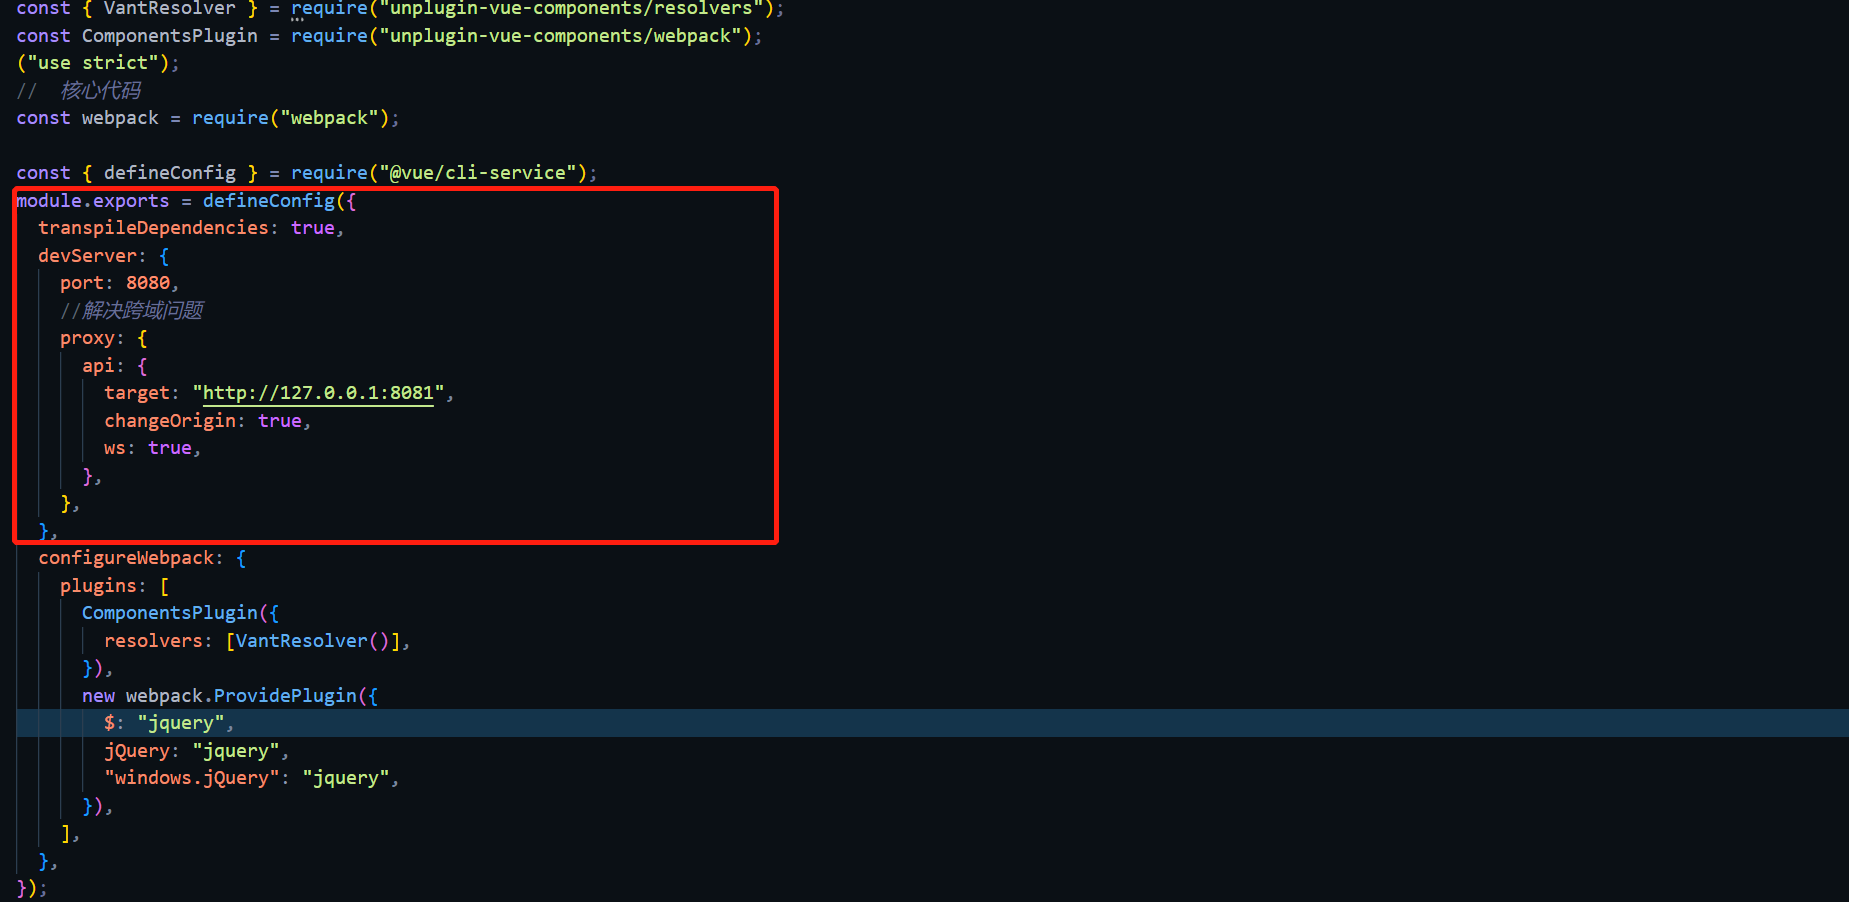 const { VantResolver } = require("unplugin-vue-components/resolvers");
const ComponentsPlugin = require("unplugin-vue-components/webpack");
("use strict");
//  核心代码
const webpack = require("webpack");
const { defineConfig } = require("@vue/cli-service");
module.exports = defineConfig({
  transpileDependencies: true,
  devServer: {
    port: 8080,
    //解决跨域问题
    proxy: {
      api: {
        target: "http://127.0.0.1:8081",
        changeOrigin: true,
        ws: true,
      },
    },
  },
  configureWebpack: {
    plugins: [
      ComponentsPlugin({
        resolvers: [VantResolver()],
      }),
      new webpack.ProvidePlugin({
        $: "jquery",
        jQuery: "jquery",
        "windows.jQuery": "jquery",
      }),
    ],
  },
});